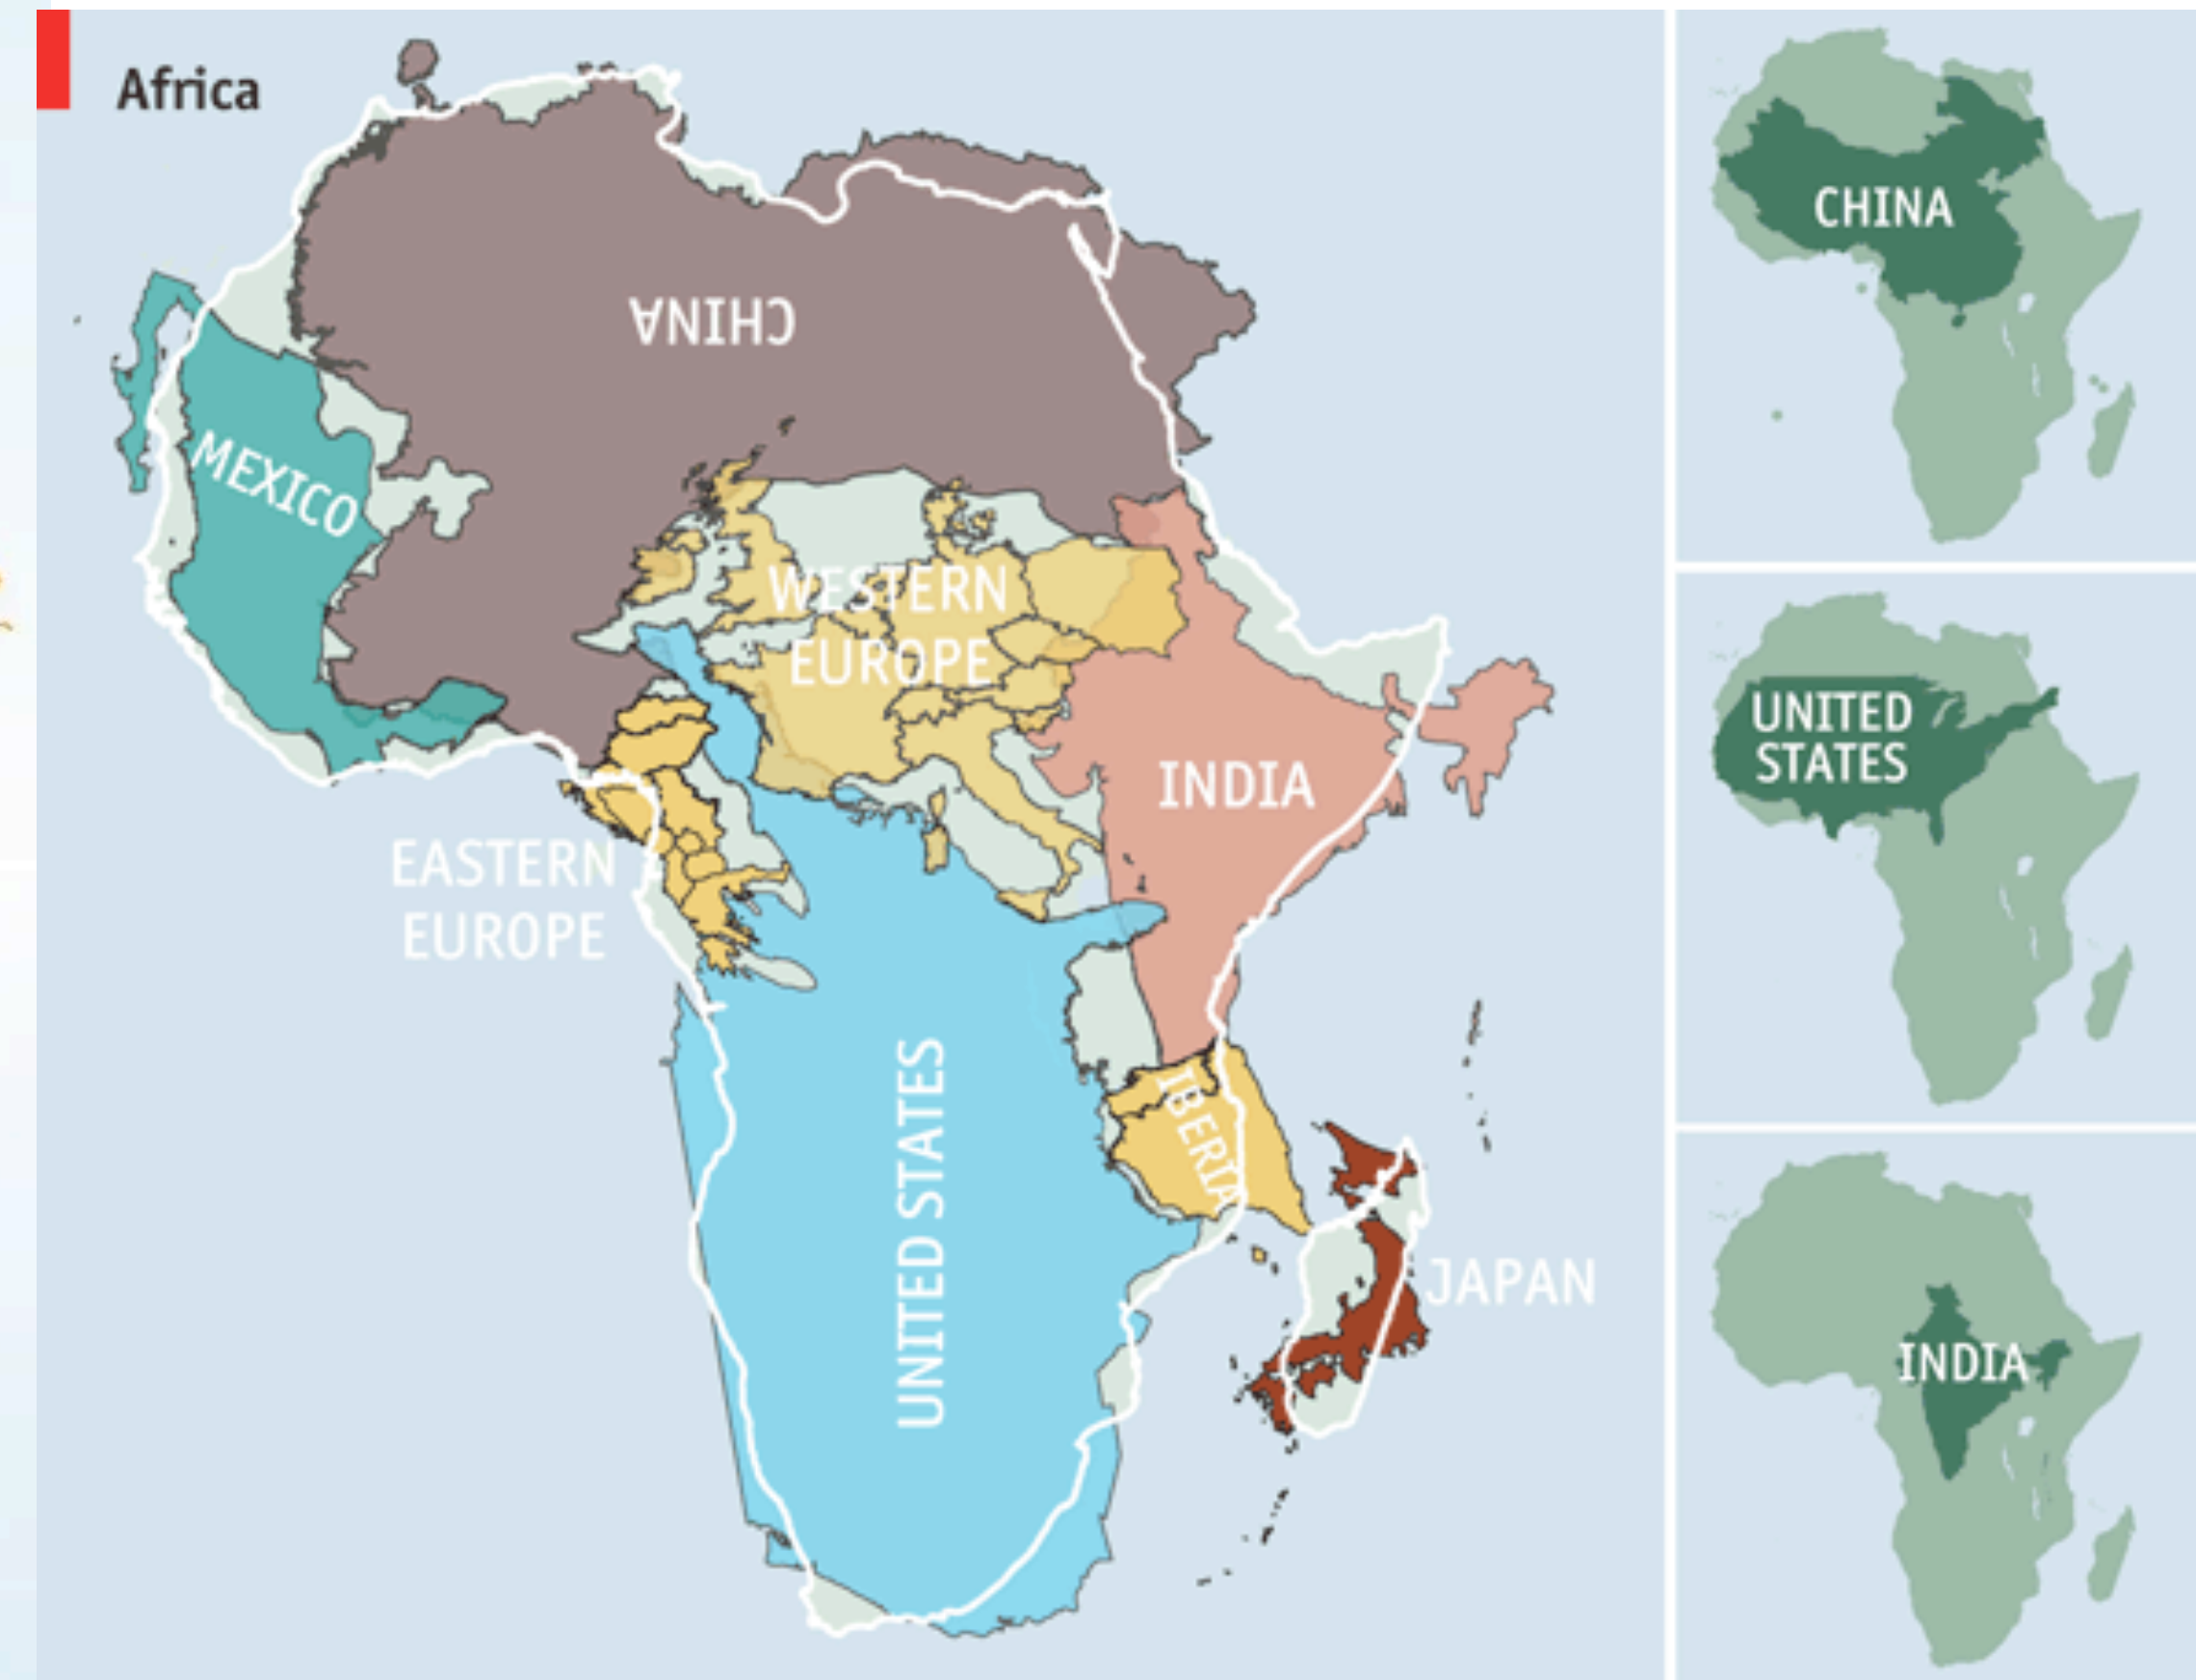 Africa
CHINA
MEXICO
WESTERN
EUROPE
INDIA
EASTERN
EUROPE
UNITED STATES
IBERIA
JAPAN
CHINA
UNITED
STATES
INDIA